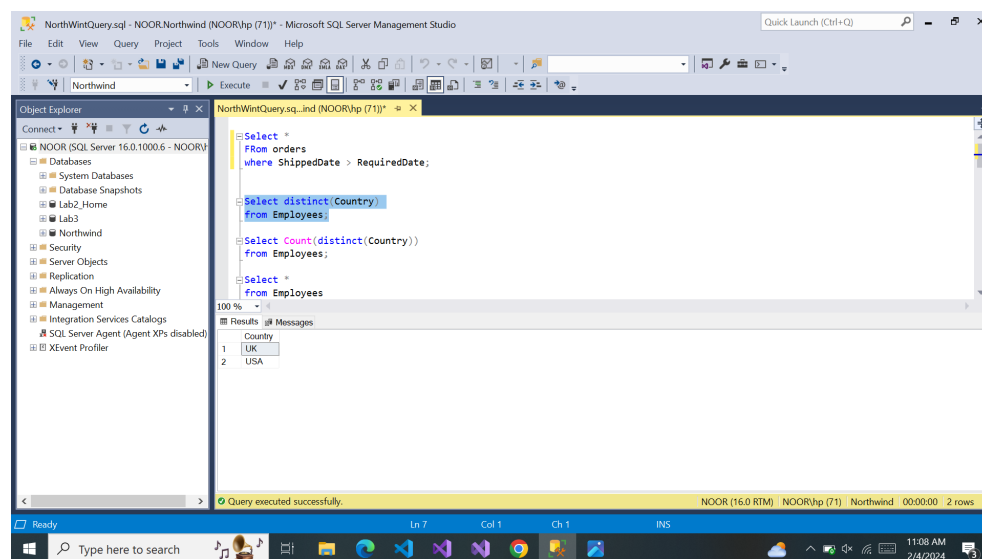 NorthWintQuery.sql - NOOR.Northwind (NOOR\hp (71))* - Microsoft SQL Server Management Studio
Quick Launch (Ctrl+Q)
File Edit View Query Project Tools Window Help
New Query
Northwind
Execute
Object Explorer
NorthWintQuery.sq...ind (NOOR\hp (71))*
Connect
NOOR (SQL Server 16.0.1000.6 - NOOR\h
Databases
System Databases
Database Snapshots
Lab2_Home
Lab3
Northwind
Security
Server Objects
Replication
Always On High Availability
Management
Integration Services Catalogs
SQL Server Agent (Agent XPs disabled)
XEvent Profiler
Select *
FRom orders
where ShippedDate > RequiredDate;
Select distinct(Country)
from Employees;
Select Count(distinct(Country))
from Employees;
Select *
from Employees
100 %
Results Messages
Country
1 UK
2 USA
Query executed successfully.
NOOR (16.0 RTM) NOOR\hp (71) Northwind 00:00:00 2 rows
Ready Ln 7 Col 1 Ch 1 INS
Type here to search
11:08 AM
2/4/2024
3